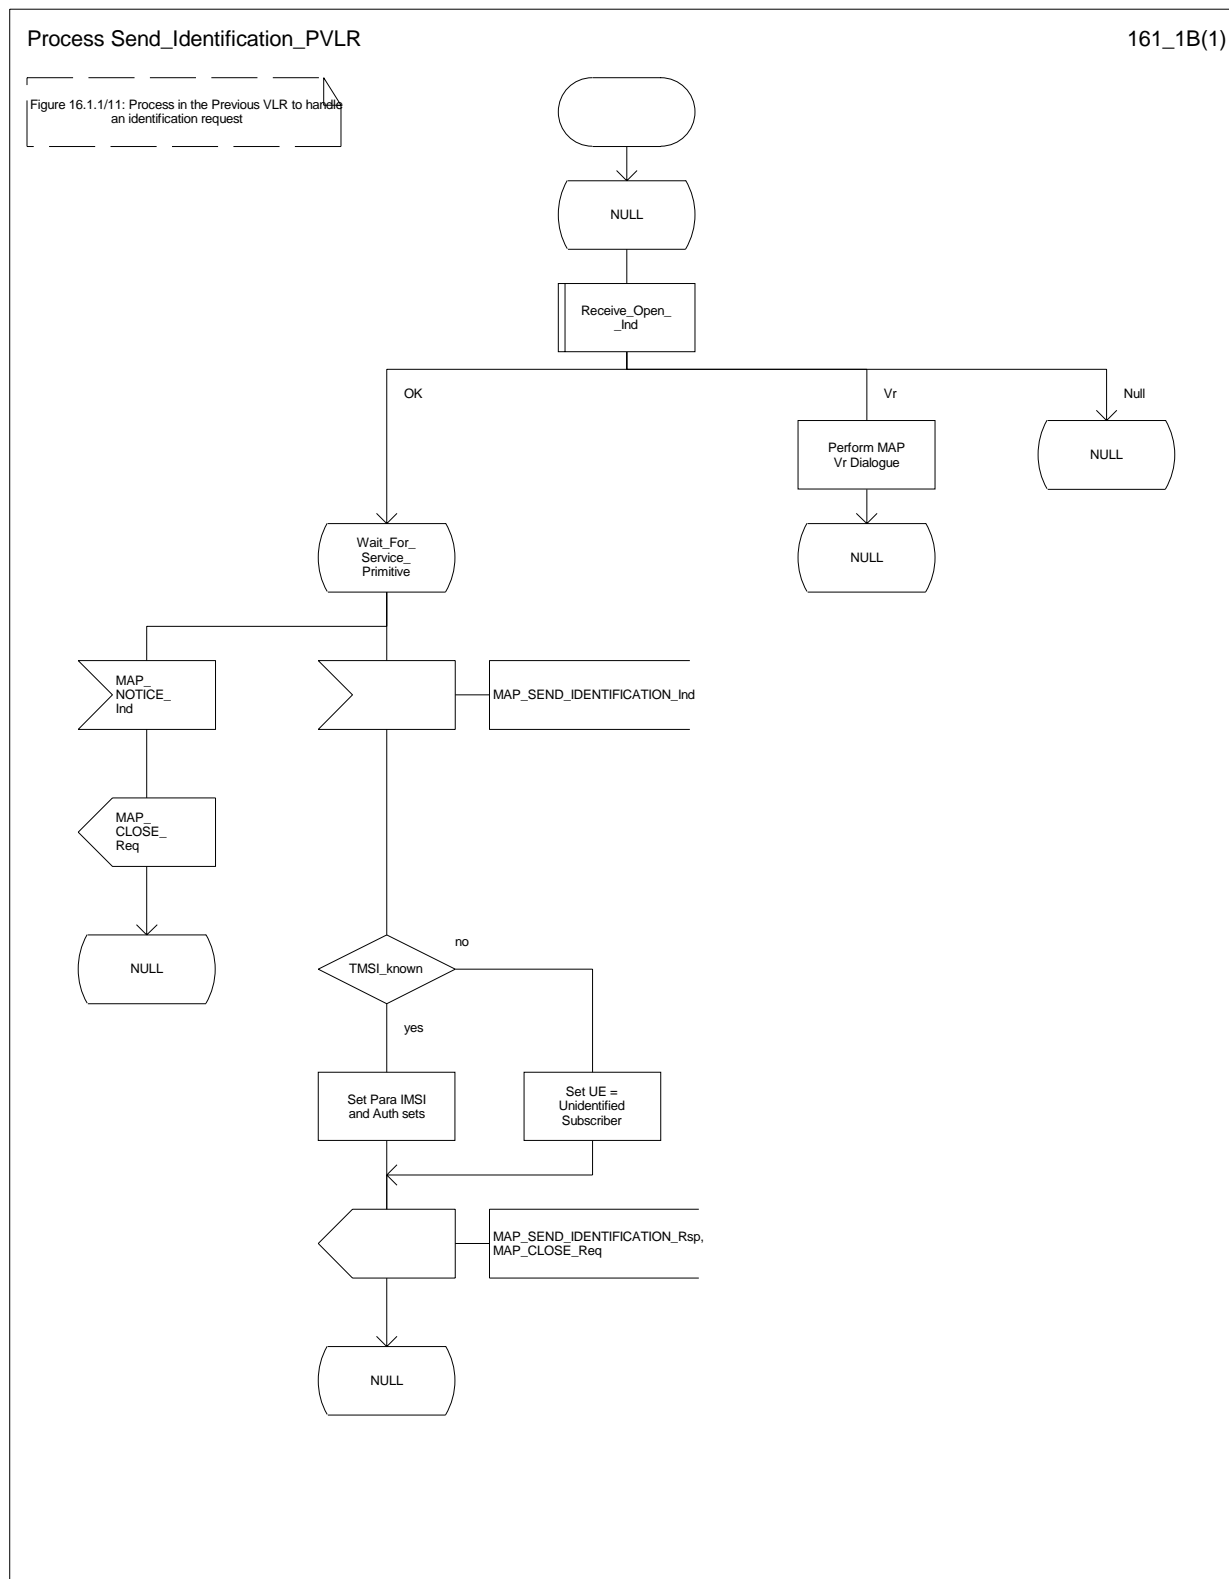 Process Send_Identification_PVLR
161_1B(1)
Figure 16.1.1/11: Process in the Previous VLR to handle
an identification request
NULL
Receive_Open_
_Ind
OK
Vr
Null
Perform MAP
Vr Dialogue
NULL
Wait_For_
Service_
Primitive
NULL
MAP_
NOTICE_
Ind
MAP_SEND_IDENTIFICATION_Ind
MAP_
CLOSE_
Req
NULL
TMSI_known
no
yes
Set Para IMSI
and Auth sets
Set UE =
Unidentified
Subscriber
MAP_SEND_IDENTIFICATION_Rsp,
MAP_CLOSE_Req
NULL